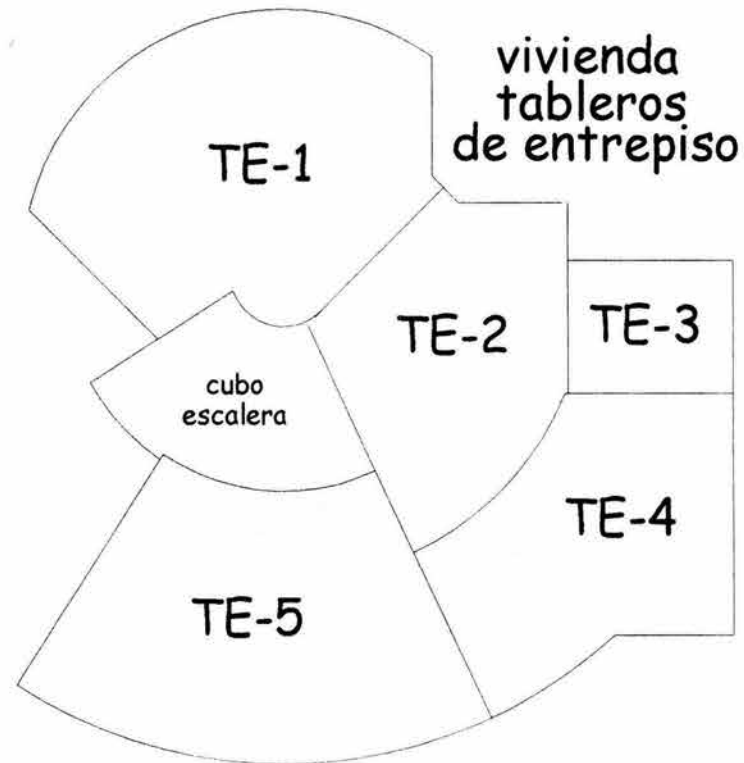 vivienda
tableros
de entrepiso
TE-1
TE-2
TE-3
cubo
escalera
TE-4
TE-5